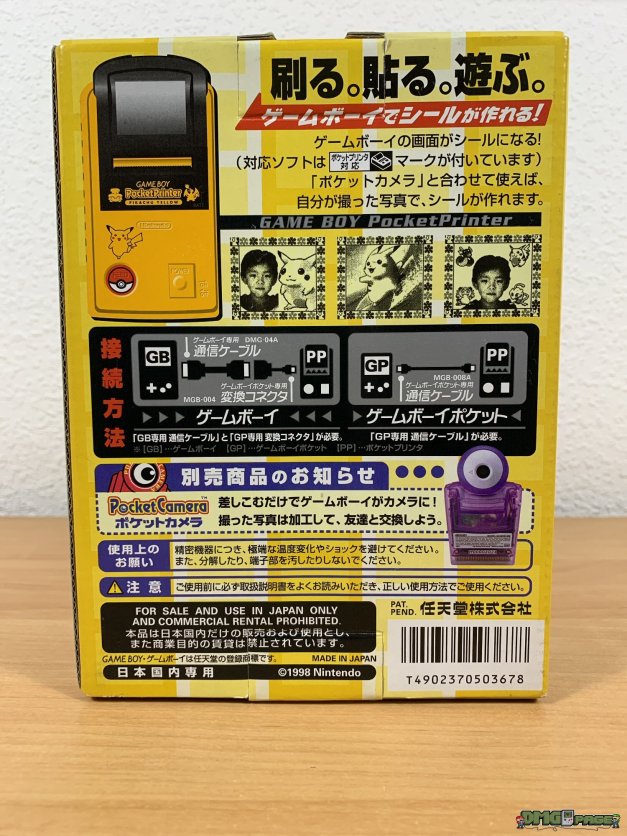 刷る。貼る。遊ぶ。
ゲームボーイでシールが作れる!
ゲームボーイの画面がシールになる!
(対応ソフトは ポケットプリンタ対応 マークが付いています)
「ポケットカメラ」と合わせて使えば、
自分が撮った写真で、シールが作れます。
GAME BOY PocketPrinter
GAME BOY
PocketPrinter
PIKACHU YELLOW
Nintendo
POWER
接続方法
GB
ゲームボーイ専用 DMG-04A
通信ケーブル
MGB-004
ゲームボーイポケット専用
変換コネクタ
PP
ゲームボーイ
「GB専用 通信ケーブル」と「GP専用 変換コネクタ」が必要。
GP
MGB-008A
ゲームボーイポケット専用
通信ケーブル
PP
ゲームボーイポケット
「GP専用 通信ケーブル」が必要。
※[GB]…ゲームボーイ [GP]…ゲームボーイポケット [PP]…ポケットプリンタ
別売商品のお知らせ
PocketCamera™
ポケットカメラ
差しこむだけでゲームボーイがカメラに!
撮った写真は加工して、友達と交換しよう。
使用上のお願い
精密機器につき、極端な温度変化やショックを避けてください。
また、分解したり、端子部を汚したりしないでください。
注意
ご使用前に必ず取扱説明書をよくお読みいただき、正しい使用方法でご使用ください。
FOR SALE AND USE IN JAPAN ONLY
AND COMMERCIAL RENTAL PROHIBITED.
本品は日本国内だけの販売および使用とし、
また商業目的の賃貸は禁止されています。
PAT. PEND. 任天堂株式会社
GAME BOY・ゲームボーイは任天堂の登録商標です。
MADE IN JAPAN
日本国内専用
©1998 Nintendo
T4902370503678
DMGPAGE